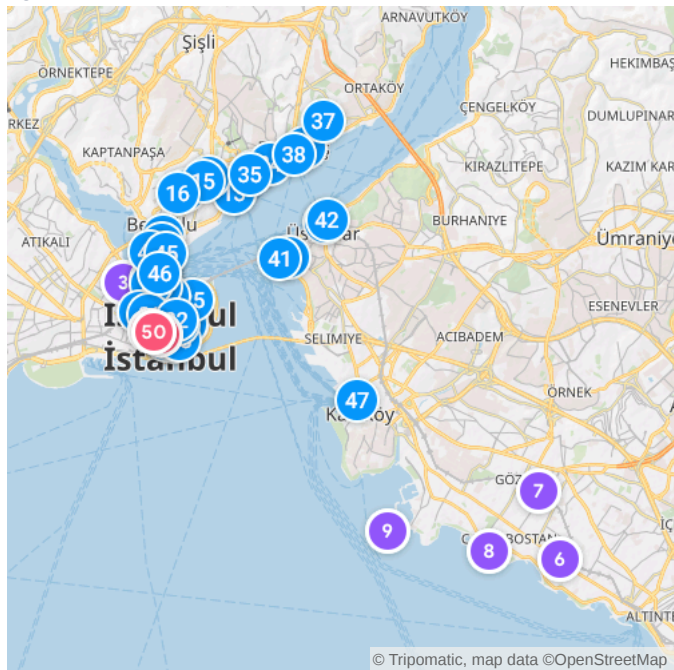 ARNAVUTKÖY
Şişli
HEKIMBAŞ
ÖRNEKTEPE
ORTAKÖY
ÇENGELKÖY
37
DUMLUPINAR
RKEZ
KAPTANPAŞA
38
KIRAZLITEPE
KAZIM KAR
35
15
16
42
BURHANIYE
Ümraniye
ATIKALI
45
41
46
3
ESENEVLER
SELIMIYE
ACIBADEM
50
İstanbul
ÖRNEK
47
7
9
8
6
ALTINTE
© Tripomatic, map data ©OpenStreetMap